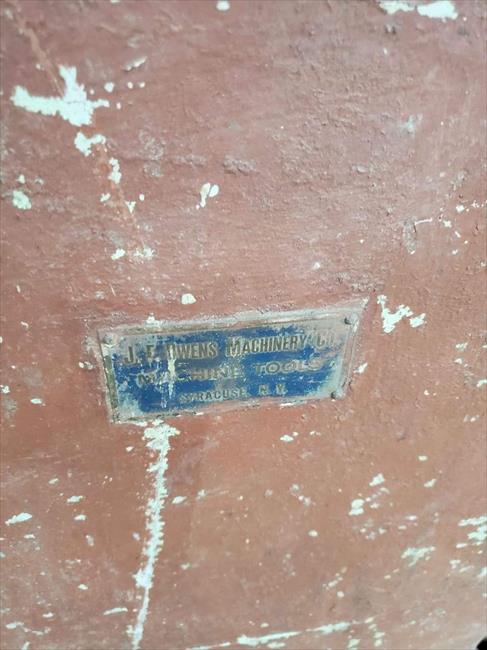 J. F. OWENS MACHINERY CO
MACHINE TOOLS
SYRACUSE, N. Y.